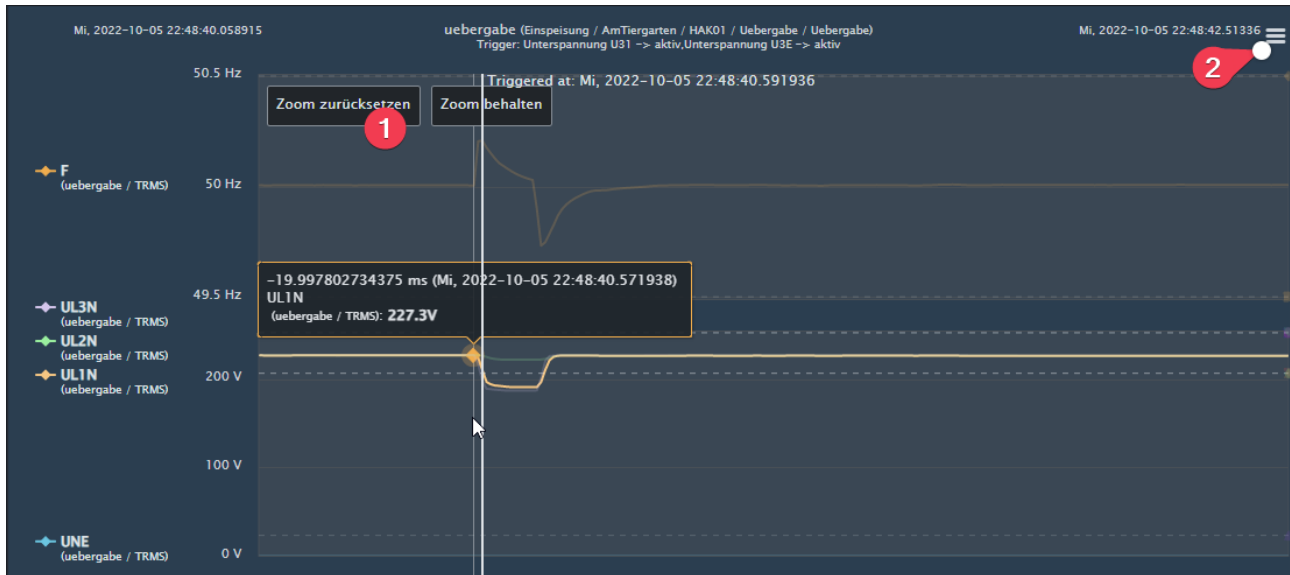 Mi, 2022-10-05 22:48:40.058915
uebergabe (Einspeisung / AmTiergarten / HAK01 / Uebergabe / Uebergabe)
Trigger: Unterspannung U31 -> aktiv,Unterspannung U3E -> aktiv
Mi, 2022-10-05 22:48:42.51336
2
50.5 Hz
Triggered at: Mi, 2022-10-05 22:48:40.591936
Zoom zurücksetzen
Zoom behalten
1
F
(uebergabe / TRMS)
50 Hz
-19.997802734375 ms (Mi, 2022-10-05 22:48:40.571938)
UL1N
(uebergabe / TRMS): 227.3V
49.5 Hz
UL3N
(uebergabe / TRMS)
UL2N
(uebergabe / TRMS)
UL1N
(uebergabe / TRMS)
200 V
100 V
UNE
(uebergabe / TRMS)
0 V